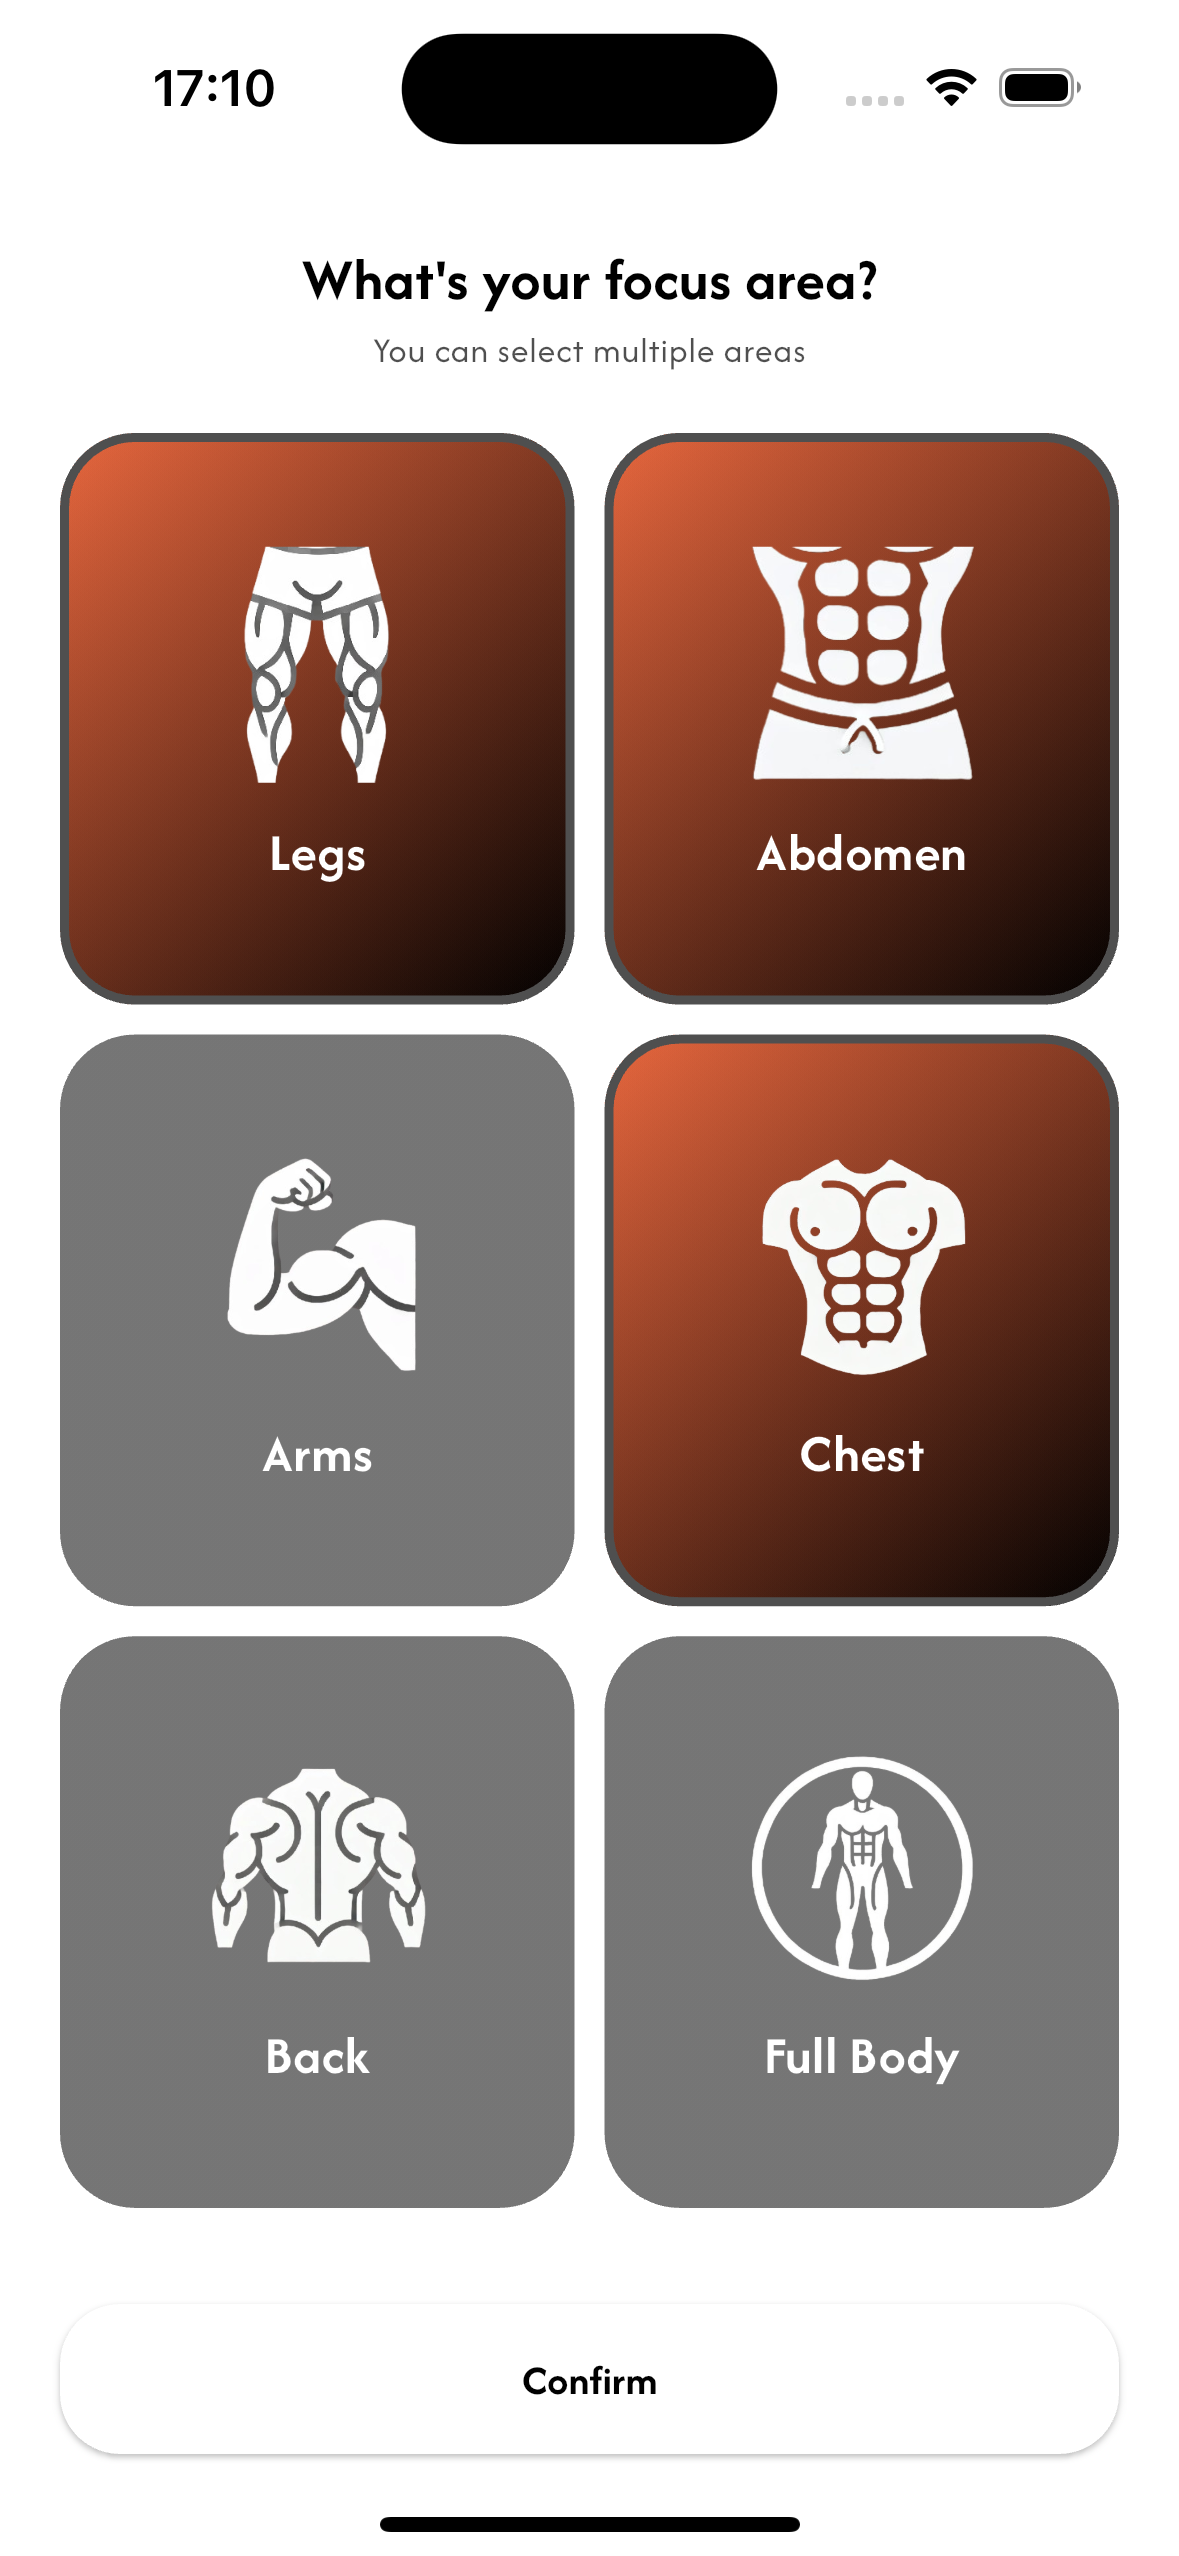 17:10
What's your focus area?
You can select multiple areas
Legs
Abdomen
Arms
Chest
Back
Full Body
Confirm